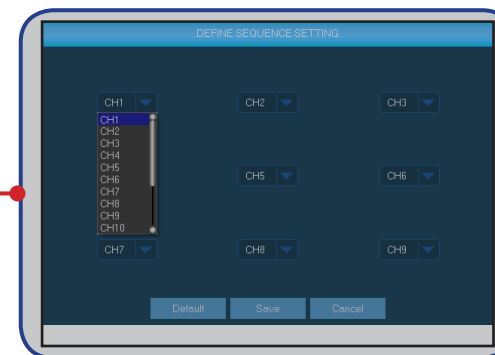 DEFINE SEQUENCE SETTING
CH1 CH2 CH3
CH1
CH2
CH3
CH4
CH5
CH6
CH7
CH8
CH9
CH10
CH5 CH6
CH7 CH8 CH9
Default Save Cancel